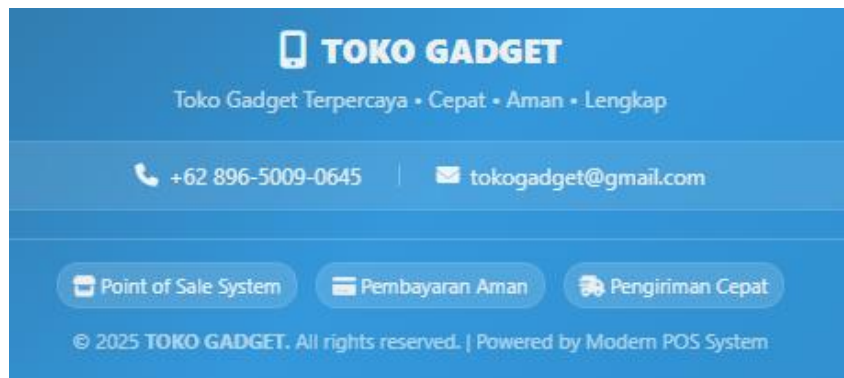 TOKO GADGET
Toko Gadget Terpercaya • Cepat • Aman • Lengkap
+62 896-5009-0645 | tokogadget@gmail.com
Point of Sale System Pembayaran Aman Pengiriman Cepat
© 2025 TOKO GADGET. All rights reserved. | Powered by Modern POS System